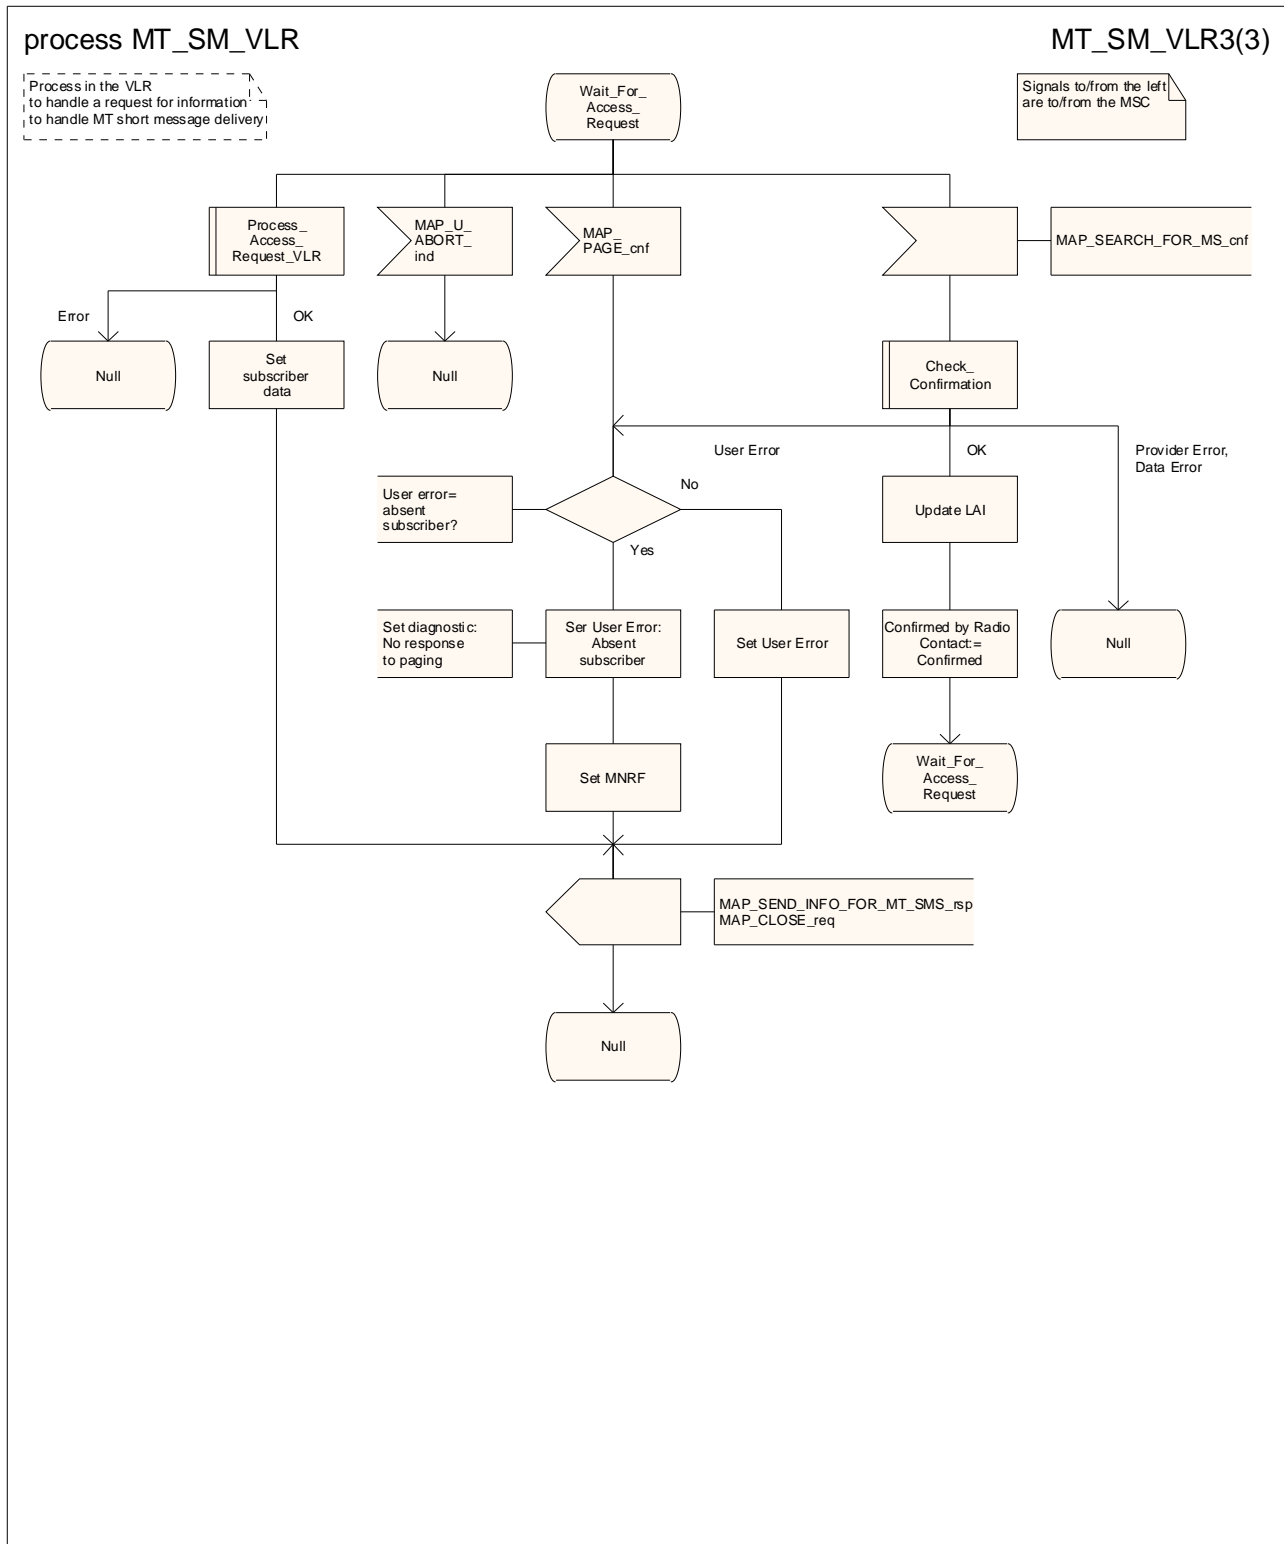 process MT_SM_VLR
MT_SM_VLR3(3)
Process in the VLR
to handle a request for information
to handle MT short message delivery
Wait_For_
Access_
Request
Signals to/from the left
are to/from the MSC
Process_
Access_
Request_VLR
MAP_U_
ABORT_
ind
MAP_
PAGE_cnf
MAP_SEARCH_FOR_MS_cnf
Error
OK
Null
Set
subscriber
data
Null
Check_
Confirmation
User Error
OK
Provider Error,
Data Error
User error=
absent
subscriber?
No
Yes
Update LAI
Set diagnostic:
No response
to paging
Ser User Error:
Absent
subscriber
Set User Error
Confirmed by Radio
Contact:=
Confirmed
Null
Set MNRF
Wait_For_
Access_
Request
MAP_SEND_INFO_FOR_MT_SMS_rsp
MAP_CLOSE_req
Null